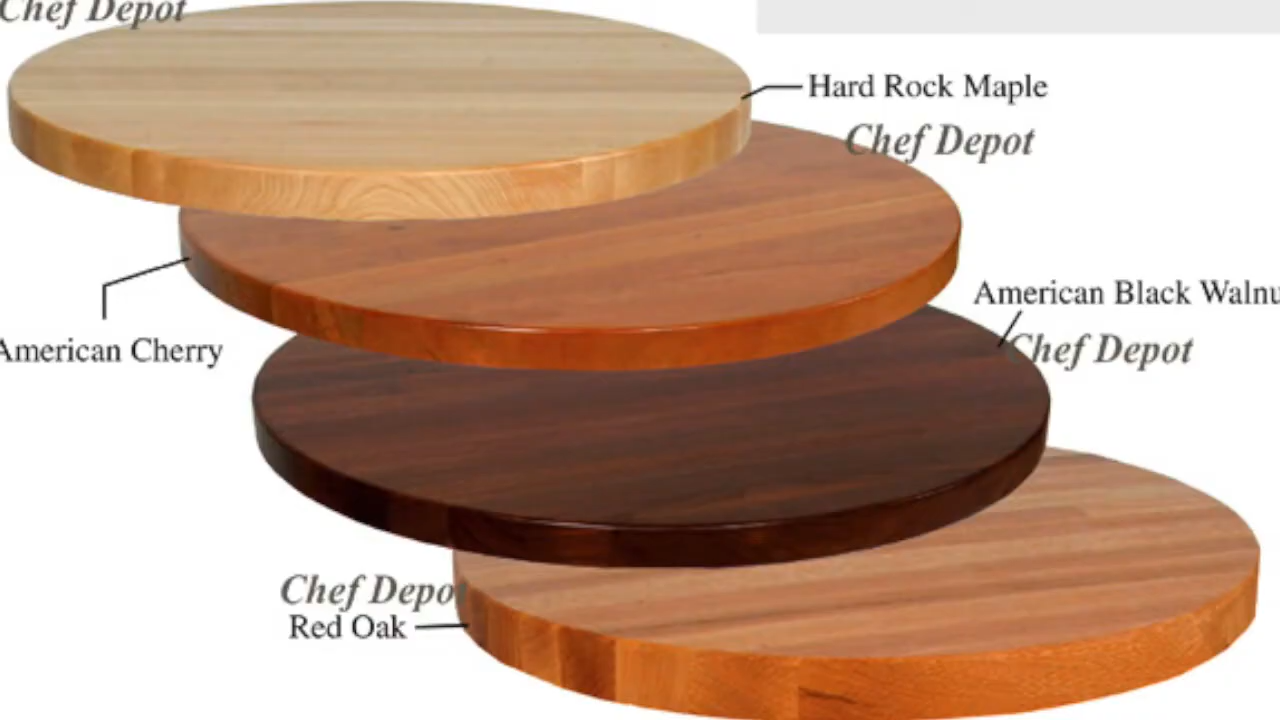 Chef Depot
Hard Rock Maple
Chef Depot
American Black Walnu
Chef Depot
American Cherry
Chef Depot
Red Oak